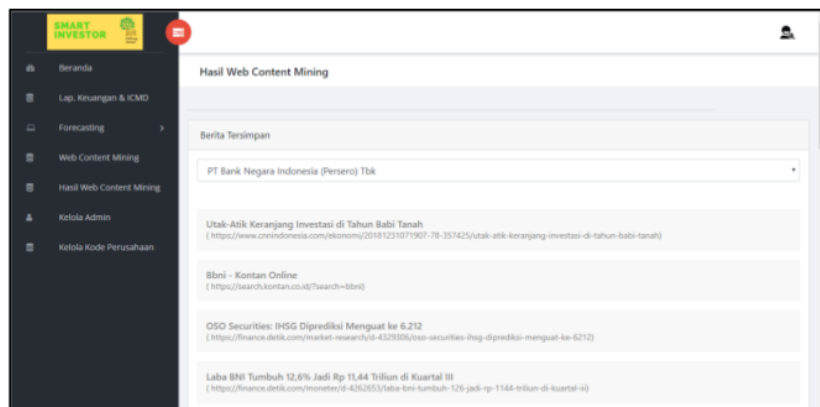 SMART
INVESTOR
Beranda
Lap. Keuangan & ICMD
Forecasting
Web Content Mining
Hasil Web Content Mining
Kelola Admin
Kelola Kode Perusahaan
Hasil Web Content Mining
Berita Tersimpan
PT Bank Negara Indonesia (Persero) Tbk
Utak-Atik Keranjang Investasi di Tahun Babi Tanah
( https://www.cnnindonesia.com/ekonomi/20181231071907-78-357425/utak-atik-keranjang-investasi-di-tahun-babi-tanah)
Bbni - Kontan Online
( https://search.kontan.co.id/?search=bbni)
OSO Securities: IHSG Diprediksi Menguat ke 6.212
( https://finance.detik.com/market-research/d-4329306/oso-securities-ihsg-diprediksi-menguat-ke-6212)
Laba BNI Tumbuh 12,6% Jadi Rp 11,44 Triliun di Kuartal III
( https://finance.detik.com/moneter/d-4262653/laba-bni-tumbuh-126-jadi-rp-1144-triliun-di-kuartal-iii)